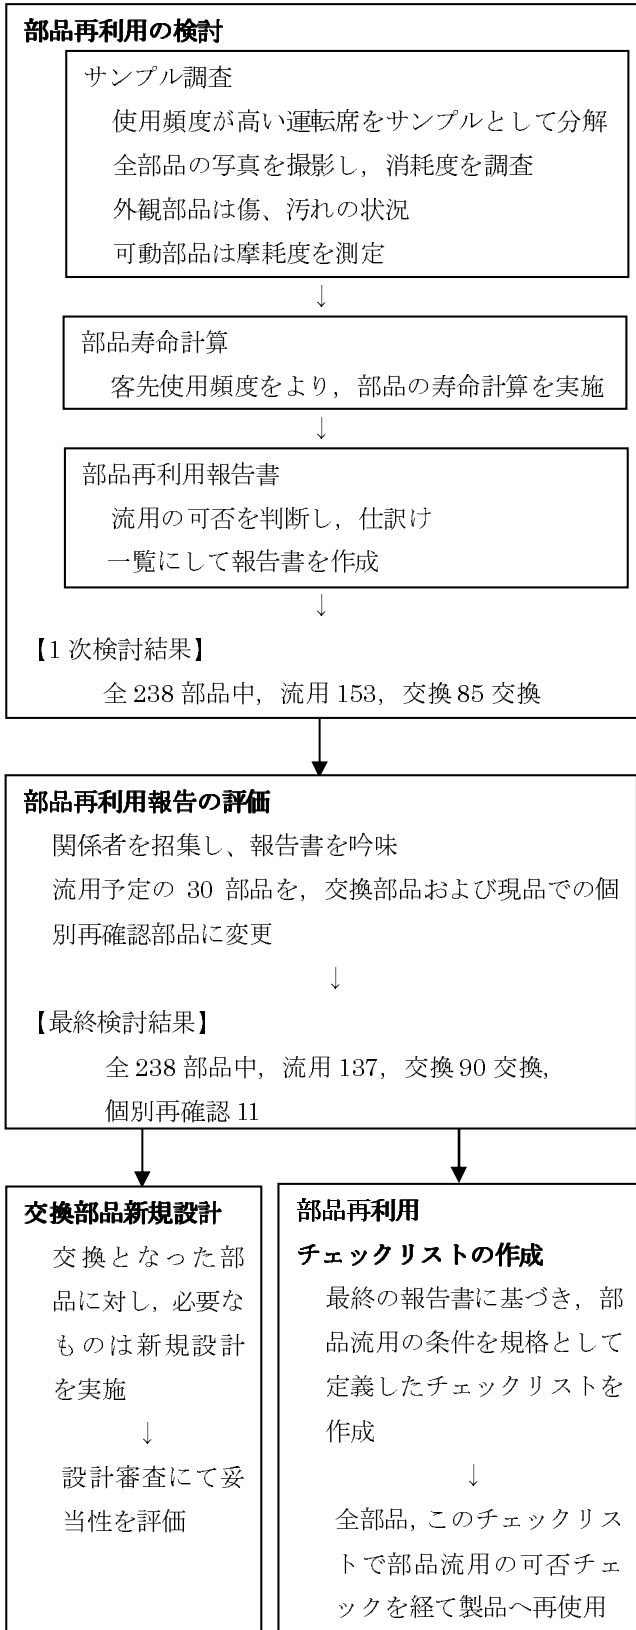 部品再利用の検討
サンプル調査
使用頻度が高い運転席をサンプルとして分解
全部品の写真を撮影し，消耗度を調査
外観部品は傷、汚れの状況
可動部品は摩耗度を測定
↓
部品寿命計算
客先使用頻度をより，部品の寿命計算を実施
↓
部品再利用報告書
流用の可否を判断し，仕訳け
一覧にして報告書を作成
↓
【1 次検討結果】
全 238 部品中，流用 153，交換 85 交換
部品再利用報告の評価
関係者を招集し、報告書を吟味
流用予定の 30 部品を，交換部品および現品での個
別再確認部品に変更
↓
【最終検討結果】
全 238 部品中，流用 137，交換 90 交換，
個別再確認 11
交換部品新規設計
交換となった部
品に対し，必要な
ものは新規設計
を実施
↓
設計審査にて妥
当性を評価
部品再利用
チェックリストの作成
最終の報告書に基づき，部
品流用の条件を規格として
定義したチェックリストを
作成
↓
全部品，このチェックリス
トで部品流用の可否チェ
ックを経て製品へ再使用